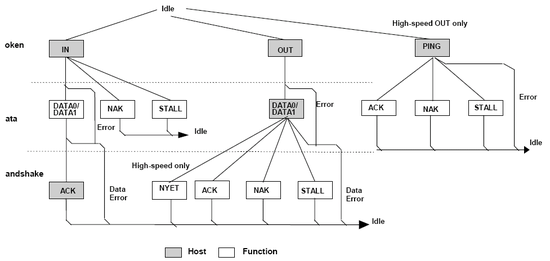 Idle
High-speed OUT only
oken
IN
OUT
PING
DATA0/
DATA1
NAK
STALL
Error
Idle
DATA0/
DATA1
Error
ACK
NAK
STALL
Error
Idle
ata
High-speed only
andshake
ACK
Data
Error
NYET
ACK
NAK
STALL
Data
Error
Idle
Host
Function